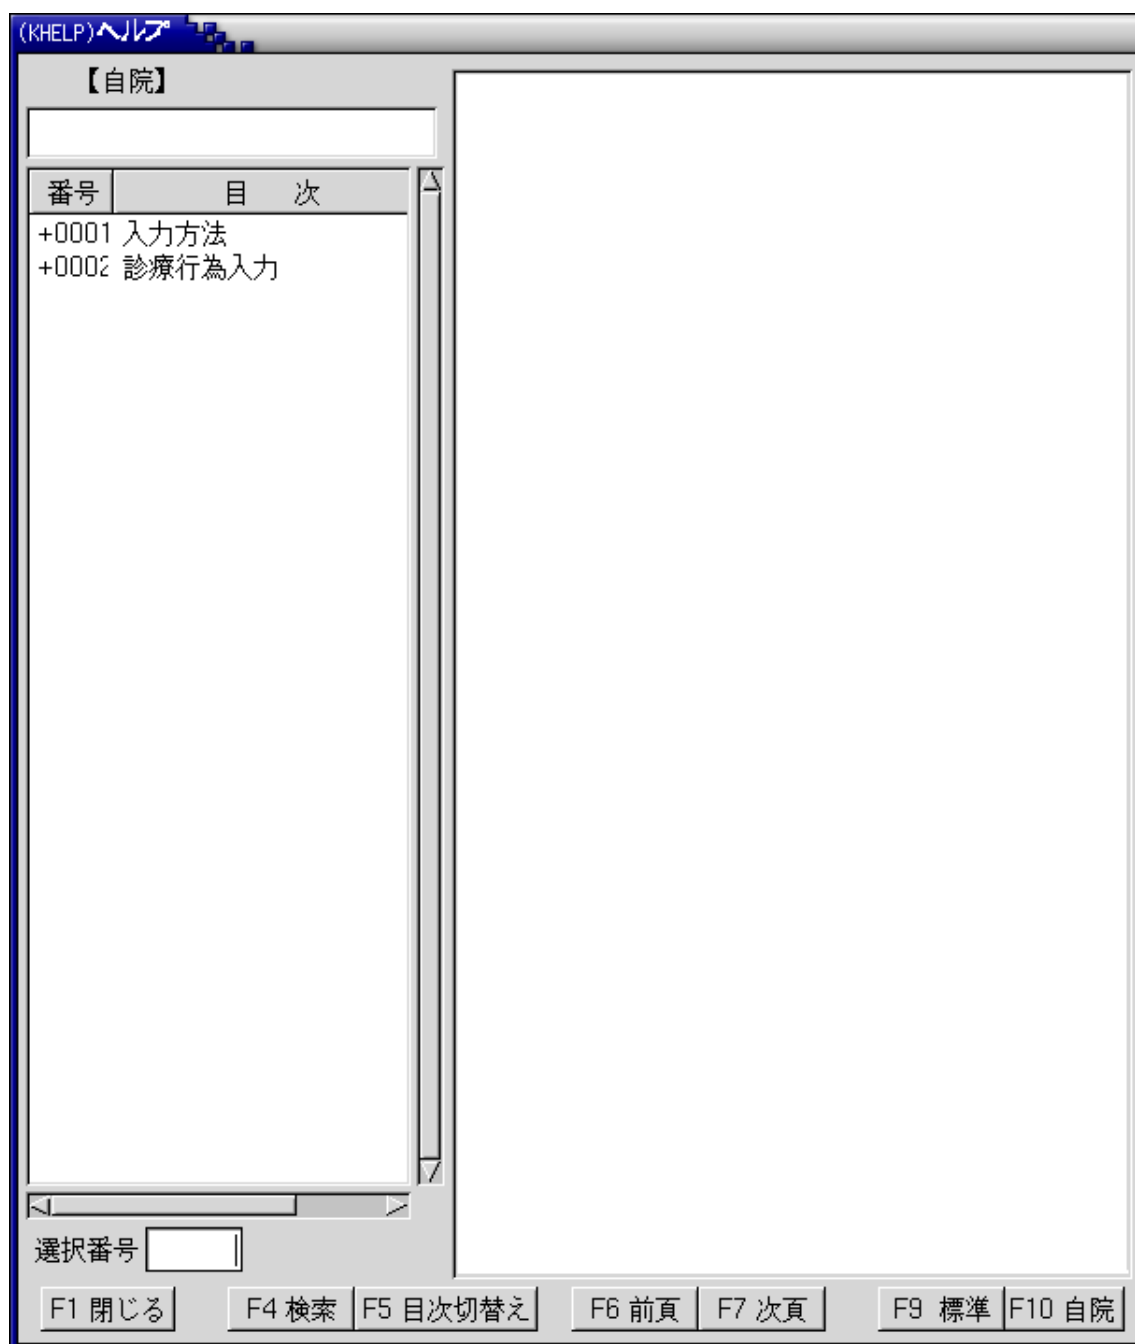 (KHELP)ヘルプ
【自院】
番号 目 次
+0001 入力方法
+0002 診療行為入力
選択番号
F1 閉じる F4 検索 F5 目次切替え F6 前頁 F7 次頁 F9 標準 F10 自院